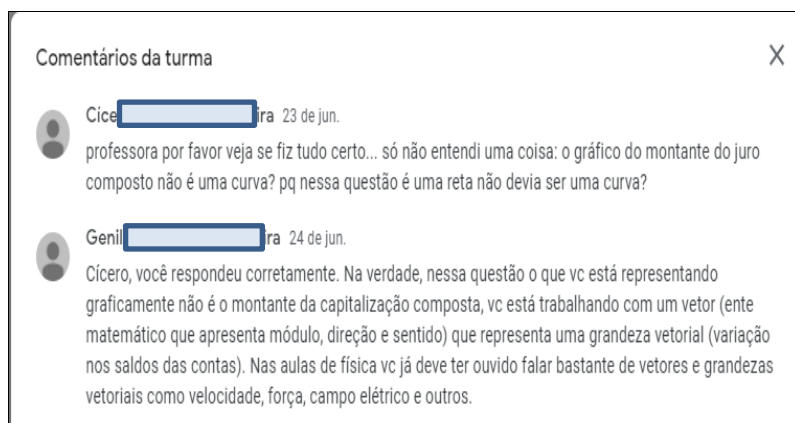 Comentários da turma
Cíce ira 23 de jun.
professora por favor veja se fiz tudo certo... só não entendi uma coisa: o gráfico do montante do juro
composto não é uma curva? pq nessa questão é uma reta não devia ser uma curva?
Genil ra 24 de jun.
Cícero, você respondeu corretamente. Na verdade, nessa questão o que vc está representando
graficamente não é o montante da capitalização composta, vc está trabalhando com um vetor (ente
matemático que apresenta módulo, direção e sentido) que representa uma grandeza vetorial (variação
nos saldos das contas). Nas aulas de física vc já deve ter ouvido falar bastante de vetores e grandezas
vetoriais como velocidade, força, campo elétrico e outros.